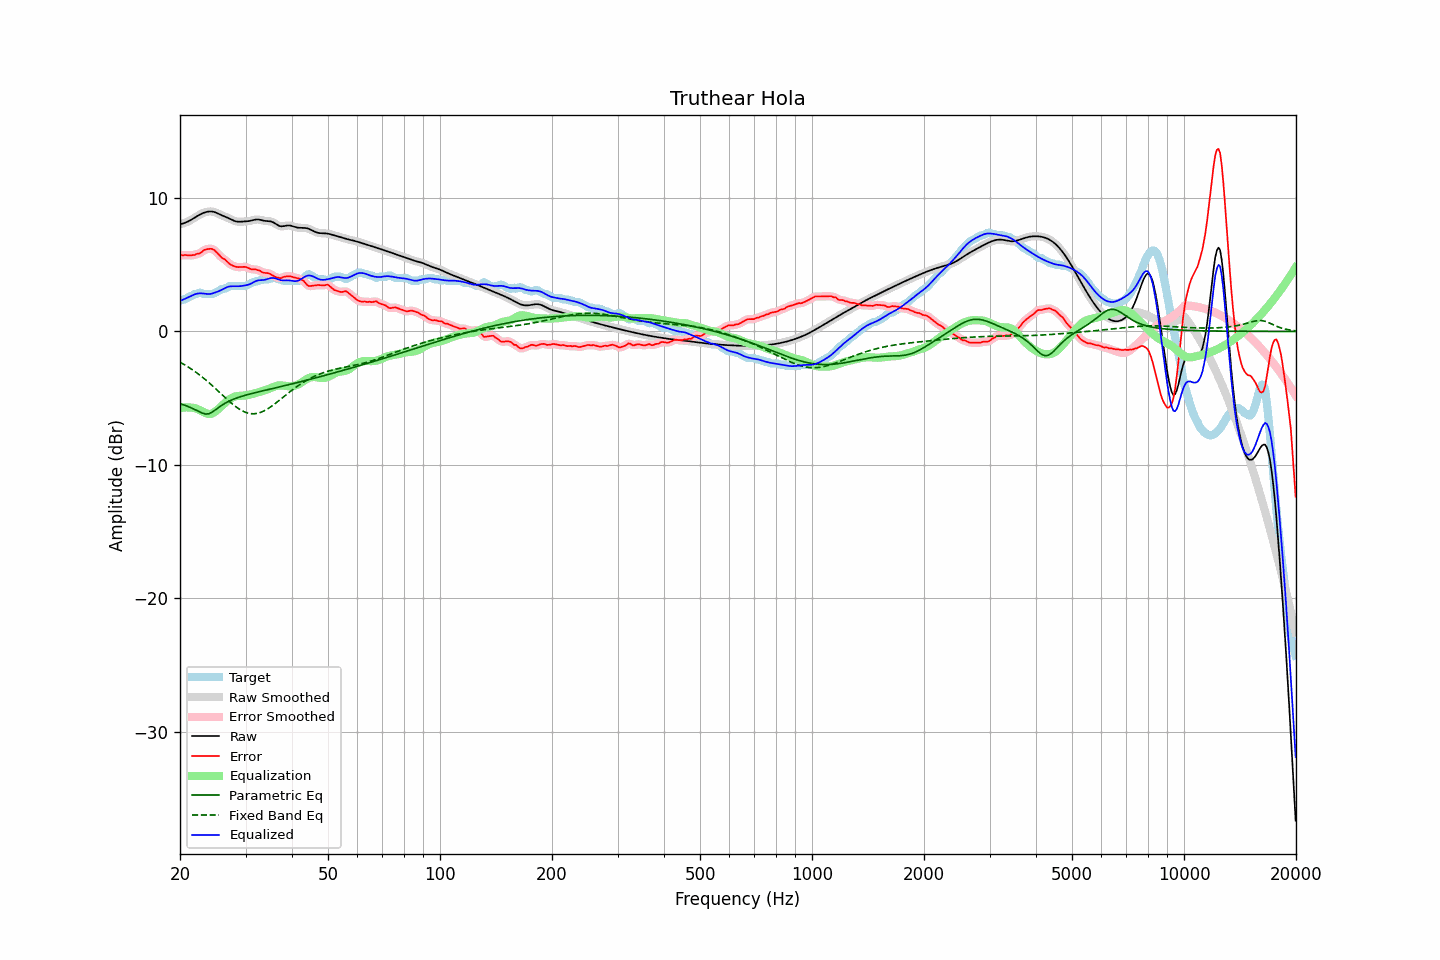 Truthear Hola
Amplitude (dBr)
10
0
−10
−20
−30
Target
Raw Smoothed
Error Smoothed
Raw
Error
Equalization
Parametric Eq
Fixed Band Eq
Equalized
20 50 100 200 500 1000 2000 5000 10000 20000
Frequency (Hz)